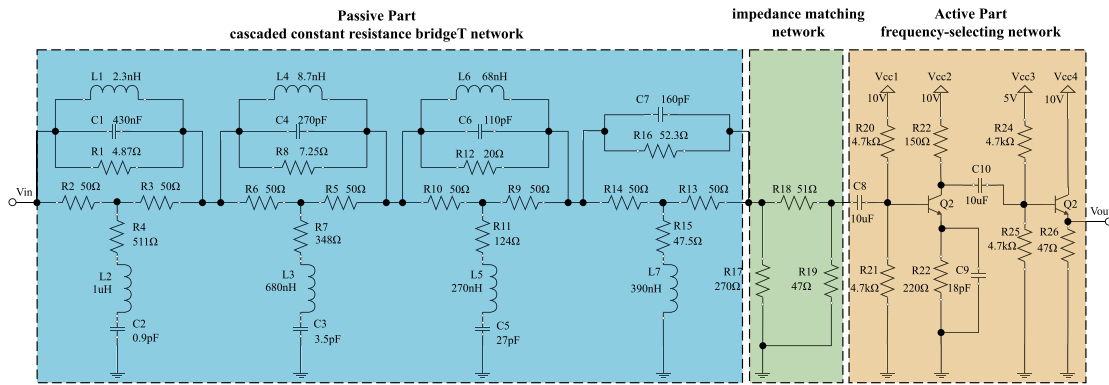 Passive Part
cascaded constant resistance bridgeT network
impedance matching
network
Active Part
frequency-selecting network
L1 2.3nH
C1 430nF
R1 4.87Ω
R2 50Ω
R3 50Ω
R4
511Ω
L2
1uH
C2
0.9pF
Vin
L4 8.7nH
C4 270pF
R8 7.25Ω
R6 50Ω
R5 50Ω
R7
348Ω
L3
680nH
C3
3.5pF
L6 68nH
C6 110pF
R12 20Ω
R10 50Ω
R9 50Ω
R11
124Ω
L5
270nH
C5
27pF
C7 160pF
R16 52.3Ω
R14 50Ω
R13 50Ω
R15
47.5Ω
L7
390nH
R18 51Ω
R17
270Ω
R19
47Ω
C8
10uF
Vcc1
10V
R20
4.7kΩ
R21
4.7kΩ
Vcc2
10V
R22
150Ω
Q2
R22
220Ω
C9
18pF
C10
10uF
Vcc3
5V
R24
4.7kΩ
R25
4.7kΩ
Vcc4
10V
Q2
R26
47Ω
Vou